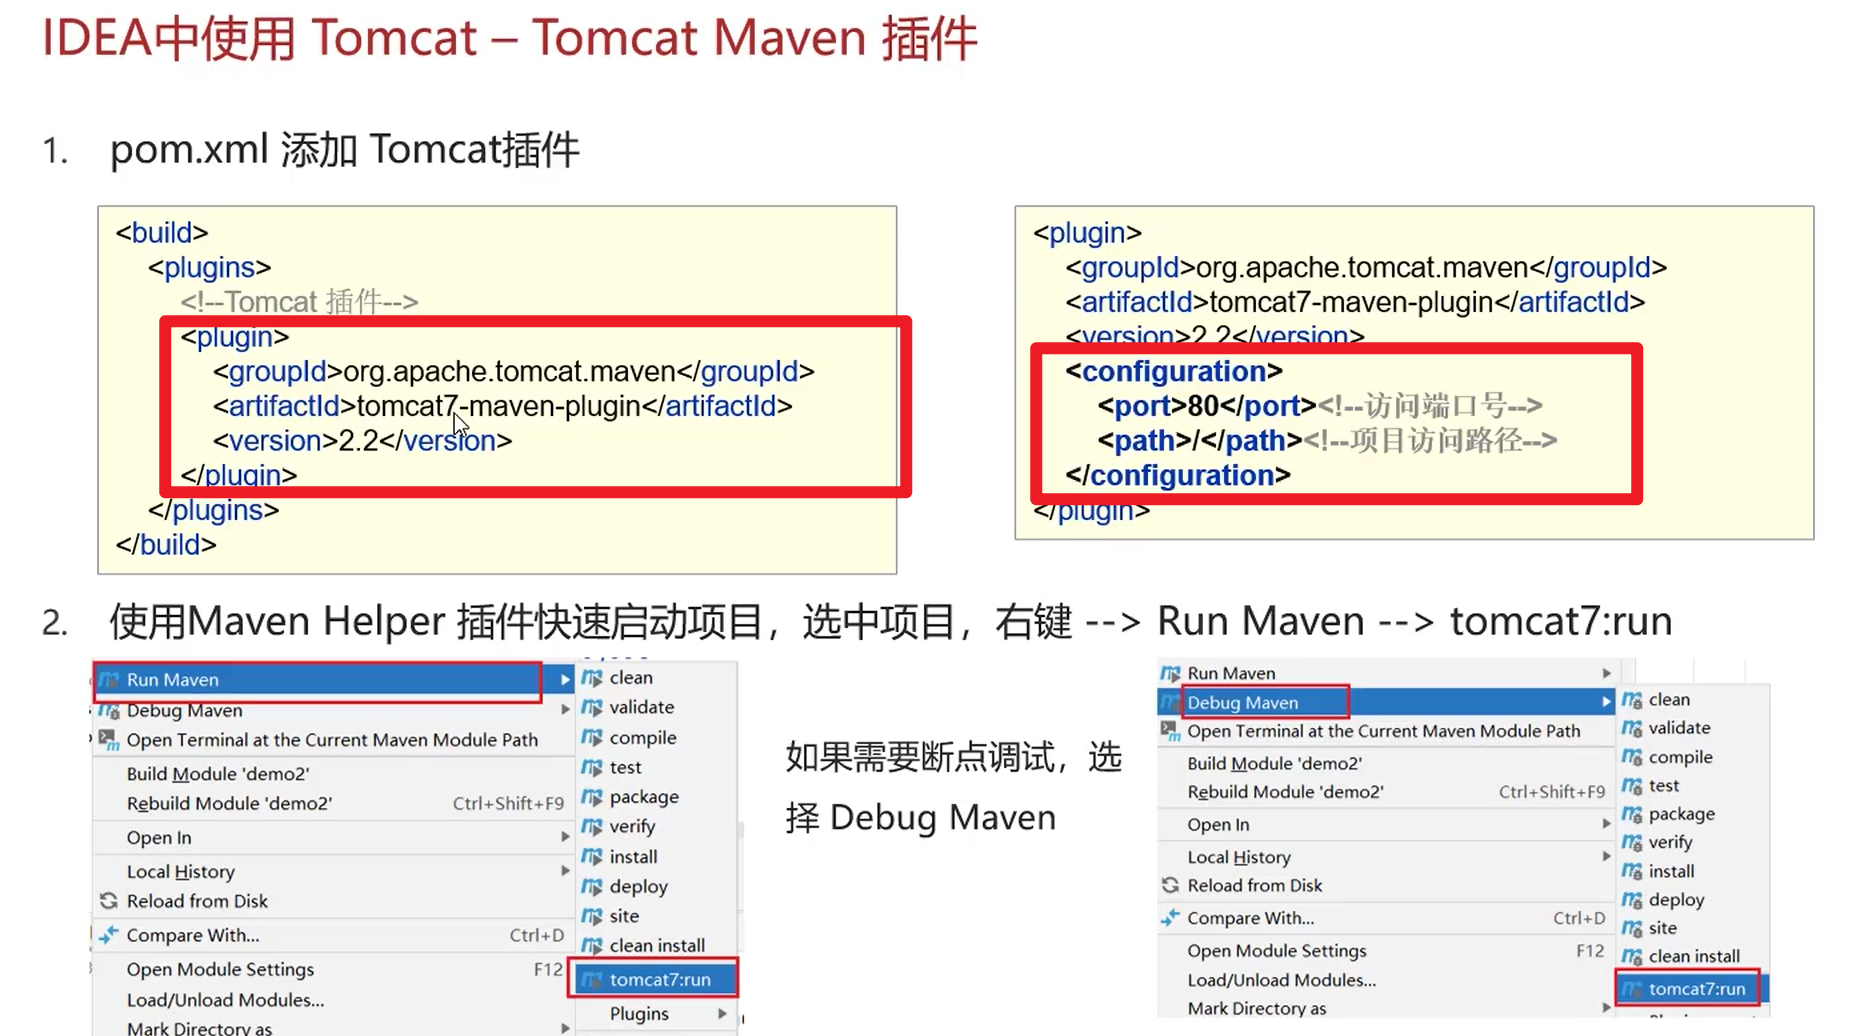 IDEA中使用 Tomcat – Tomcat Maven 插件
1. pom.xml 添加 Tomcat插件
<build>
<plugins>
<!--Tomcat 插件-->
<plugin>
<groupId>org.apache.tomcat.maven</groupId>
<artifactId>tomcat7-maven-plugin</artifactId>
<version>2.2</version>
</plugin>
</plugins>
</build>
<plugin>
<groupId>org.apache.tomcat.maven</groupId>
<artifactId>tomcat7-maven-plugin</artifactId>
<version>2.2</version>
<configuration>
<port>80</port><!--访问端口号-->
<path>/</path><!--项目访问路径-->
</configuration>
</plugin>
2. 使用Maven Helper 插件快速启动项目，选中项目，右键 --> Run Maven --> tomcat7:run
Run Maven
Debug Maven
Open Terminal at the Current Maven Module Path
Build Module 'demo2'
Rebuild Module 'demo2' Ctrl+Shift+F9
Open In
Local History
Reload from Disk
Compare With... Ctrl+D
Open Module Settings F12
Load/Unload Modules...
Mark Directory as
clean
validate
compile
test
package
verify
install
deploy
site
clean install
tomcat7:run
Plugins
如果需要断点调试，选
择 Debug Maven
Run Maven
Debug Maven
Open Terminal at the Current Maven Module Path
Build Module 'demo2'
Rebuild Module 'demo2' Ctrl+Shift+F9
Open In
Local History
Reload from Disk
Compare With... Ctrl+D
Open Module Settings F12
Load/Unload Modules...
Mark Directory as
clean
validate
compile
test
package
verify
install
deploy
site
clean install
tomcat7:run